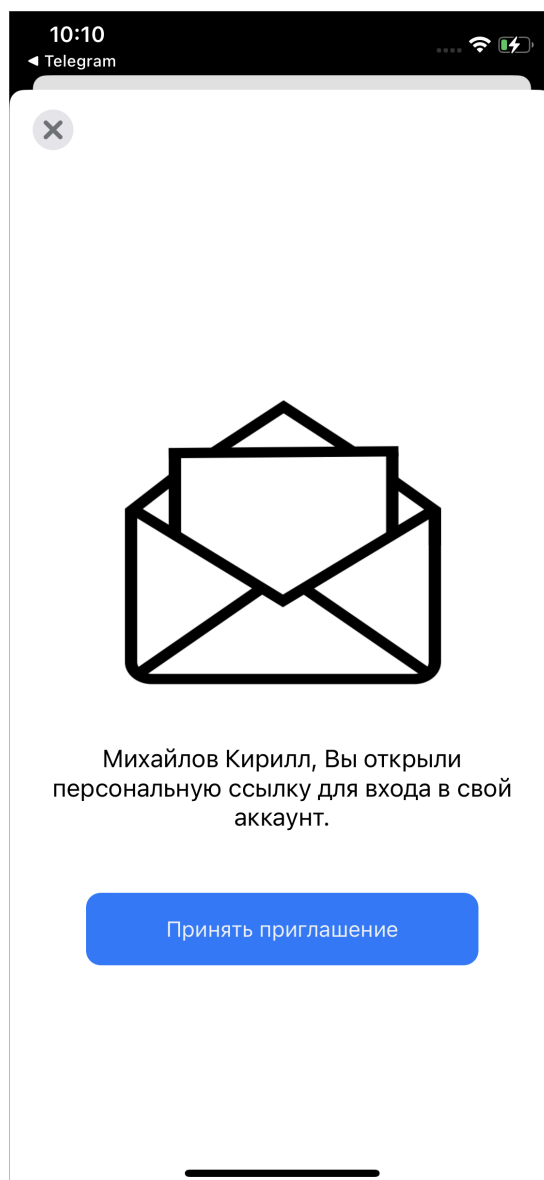 10:10
◀ Telegram
Михайлов Кирилл, Вы открыли
персональную ссылку для входа в свой
аккаунт.
Принять приглашение